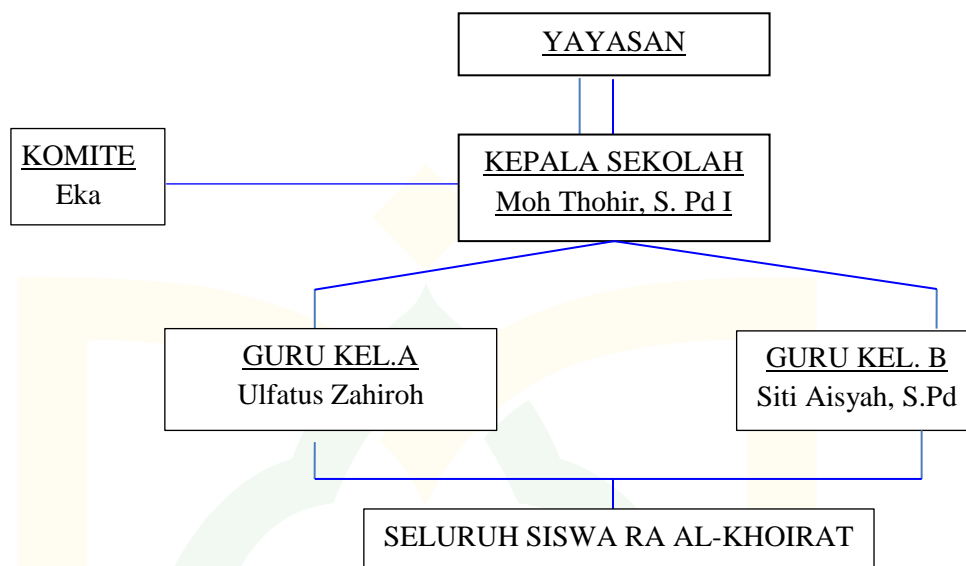 YAYASAN
KOMITE
Eka
KEPALA SEKOLAH
Moh Thohir, S. Pd I
GURU KEL.A
Ulfatus Zahiroh
GURU KEL. B
Siti Aisyah, S.Pd
SELURUH SISWA RA AL-KHOIRAT